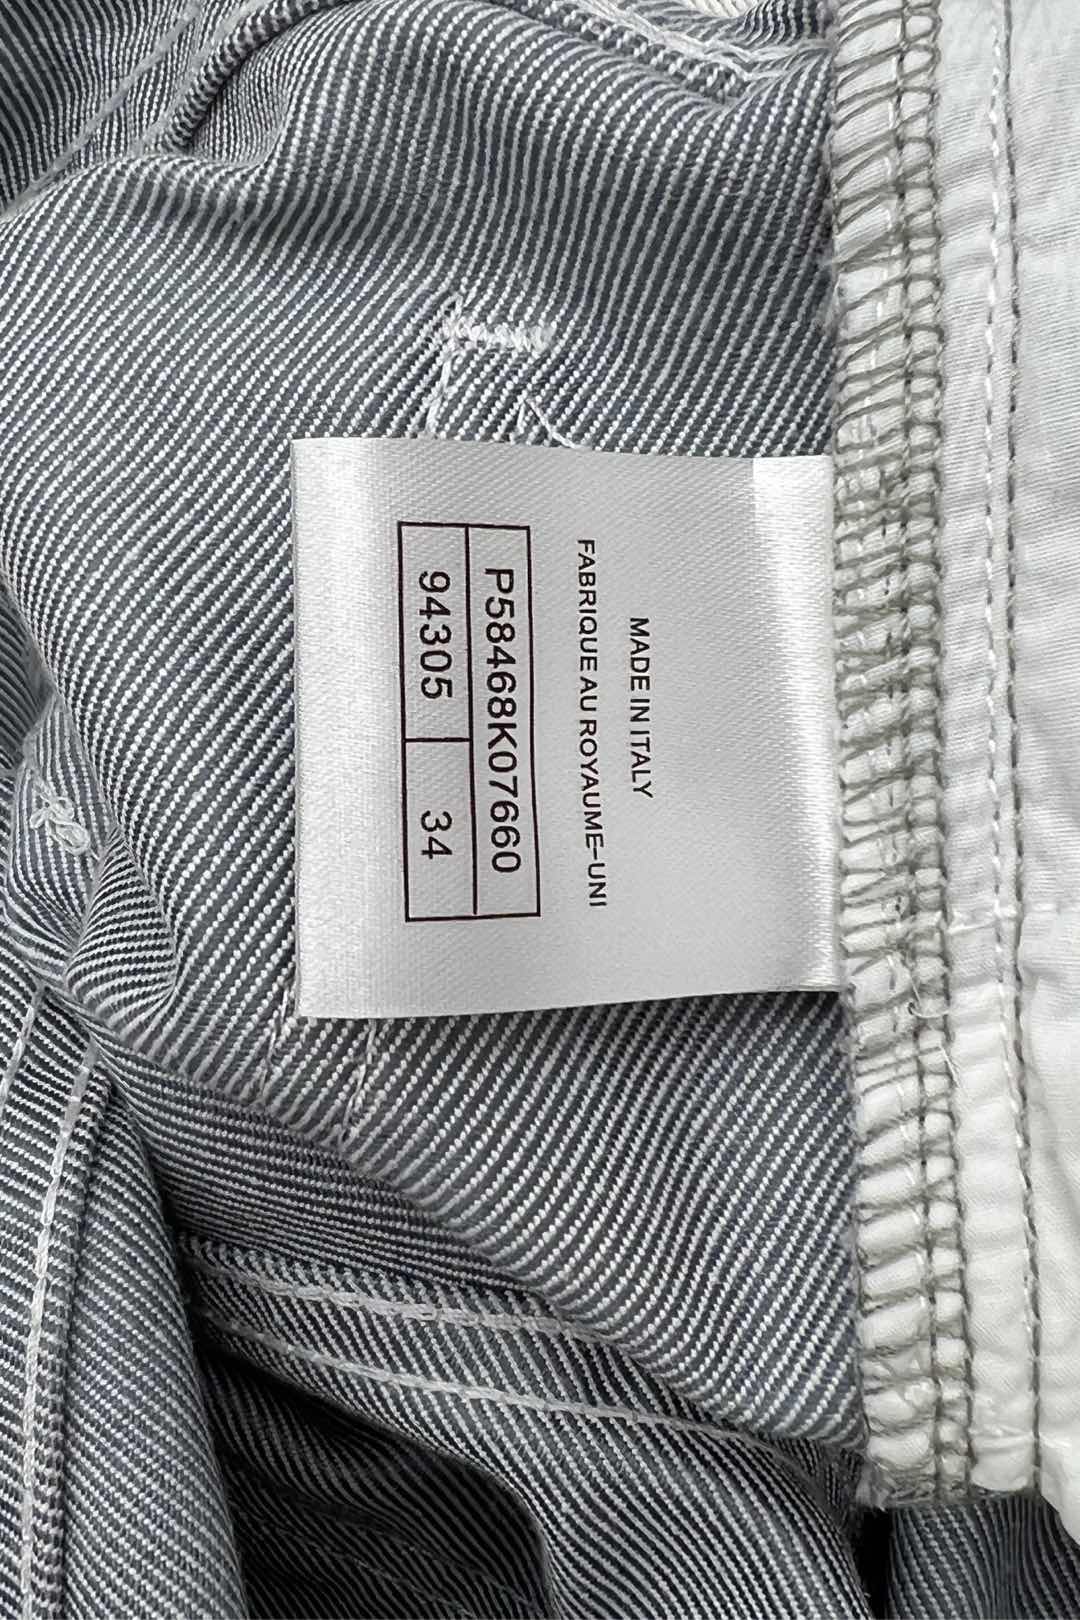 MADE IN ITALY
FABRIQUE AU ROYAUME-UNI
P58468K07660
94305 34